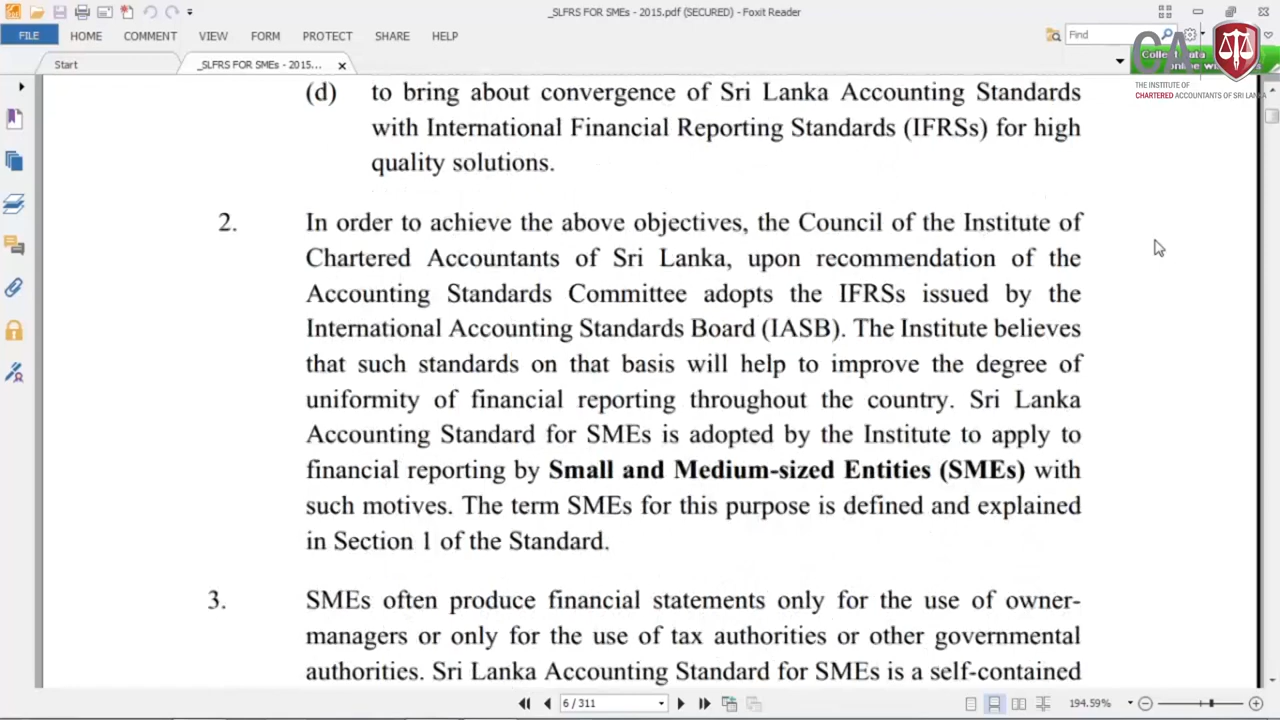 _SLFRS FOR SMEs - 2015.pdf (SECURED) - Foxit Reader
FILE HOME COMMENT VIEW FORM PROTECT SHARE HELP
Find
Start
_SLFRS FOR SMEs - 2015...
CA
THE INSTITUTE OF
CHARTERED ACCOUNTANTS OF SRI LANKA
(d) to bring about convergence of Sri Lanka Accounting Standards
with International Financial Reporting Standards (IFRSs) for high
quality solutions.
2. In order to achieve the above objectives, the Council of the Institute of
Chartered Accountants of Sri Lanka, upon recommendation of the
Accounting Standards Committee adopts the IFRSs issued by the
International Accounting Standards Board (IASB). The Institute believes
that such standards on that basis will help to improve the degree of
uniformity of financial reporting throughout the country. Sri Lanka
Accounting Standard for SMEs is adopted by the Institute to apply to
financial reporting by Small and Medium-sized Entities (SMEs) with
such motives. The term SMEs for this purpose is defined and explained
in Section 1 of the Standard.
3. SMEs often produce financial statements only for the use of owner-
managers or only for the use of tax authorities or other governmental
authorities. Sri Lanka Accounting Standard for SMEs is a self-contained
6 / 311
194.59%